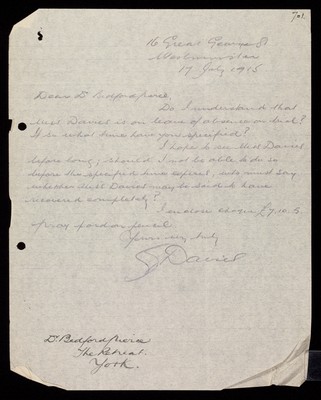 16 Great George St
Westminster
17 July 1915
Dear Dr Bedford Pierce,
Do I understand that
Miss Davies is on leave of absence or trial?
If so what time have you specified?
I hope to see Miss Davies
before long; should I not be able to do so
before the specified time expires, will you say
whether Miss Davies may be said to have
recovered completely?
I enclose cheque £7.10.5
Yours very truly
Davies
Dr Bedford Pierce
The Retreat
York.